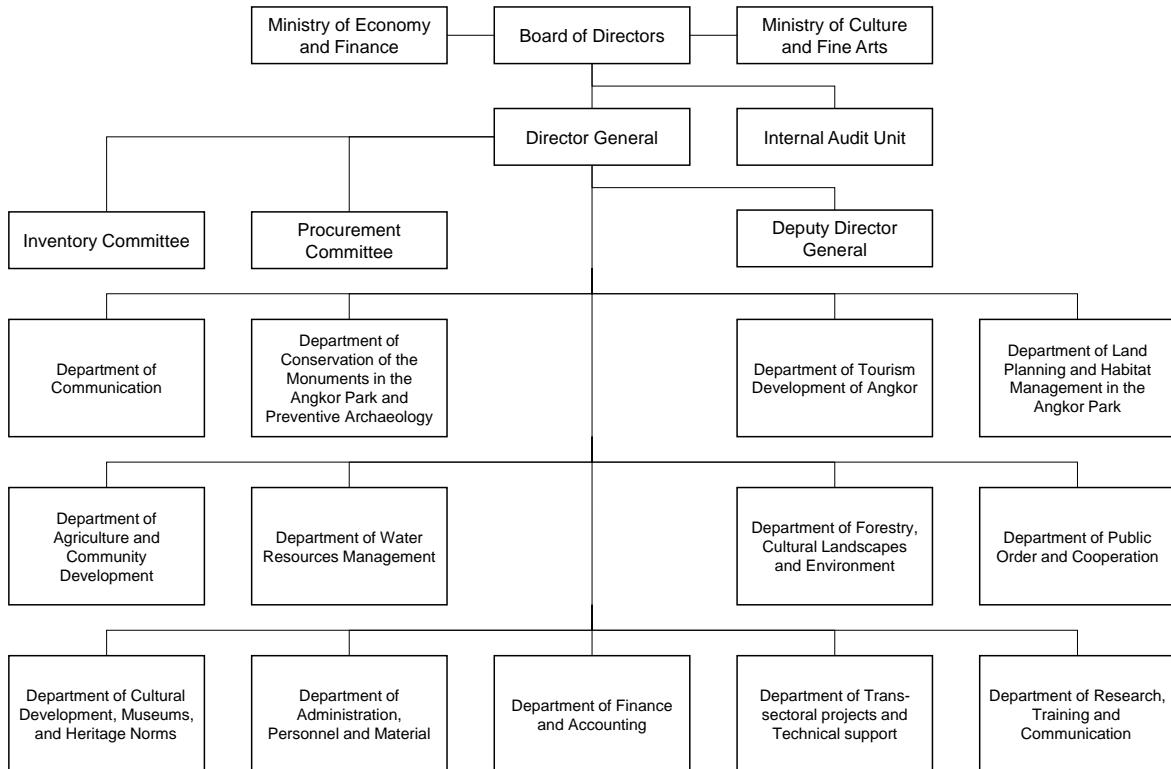 Ministry of Economy
and Finance
Board of Directors
Ministry of Culture
and Fine Arts
Director General
Internal Audit Unit
Inventory Committee
Procurement
Committee
Deputy Director
General
Department of
Communication
Department of
Conservation of the
Monuments in the
Angkor Park and
Preventive Archaeology
Department of Tourism
Development of Angkor
Department of Land
Planning and Habitat
Management in the
Angkor Park
Department of
Agriculture and
Community
Development
Department of Water
Resources Management
Department of Forestry,
Cultural Landscapes
and Environment
Department of Public
Order and Cooperation
Department of Cultural
Development, Museums,
and Heritage Norms
Department of
Administration,
Personnel and Material
Department of Finance
and Accounting
Department of Trans-
sectoral projects and
Technical support
Department of Research,
Training and
Communication